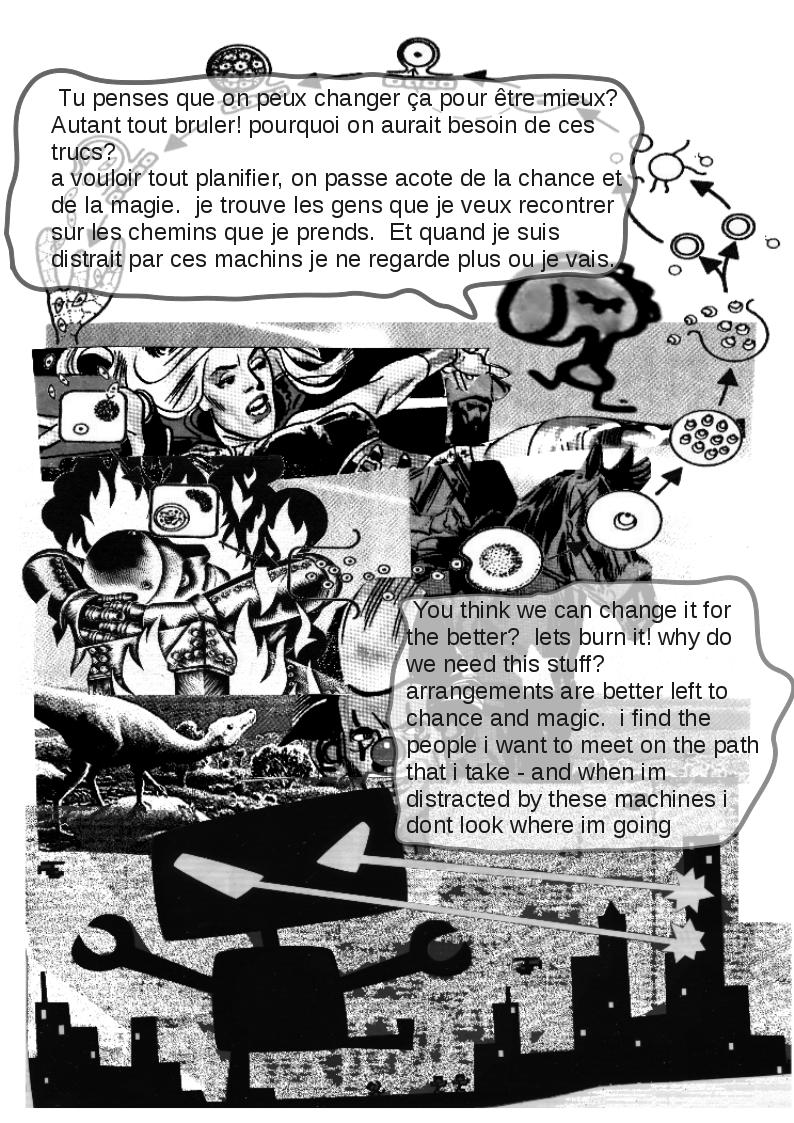 Tu penses que on peux changer ça pour être mieux?
Autant tout bruler! pourquoi on aurait besoin de ces
trucs?
a vouloir tout planifier, on passe acote de la chance et
de la magie.  je trouve les gens que je veux recontrer
sur les chemins que je prends.  Et quand je suis
distrait par ces machins je ne regarde plus ou je vais.
You think we can change it for
the better?  lets burn it! why do
we need this stuff?
arrangements are better left to
chance and magic.  i find the
people i want to meet on the path
that i take - and when im
distracted by these machines i
dont look where im going